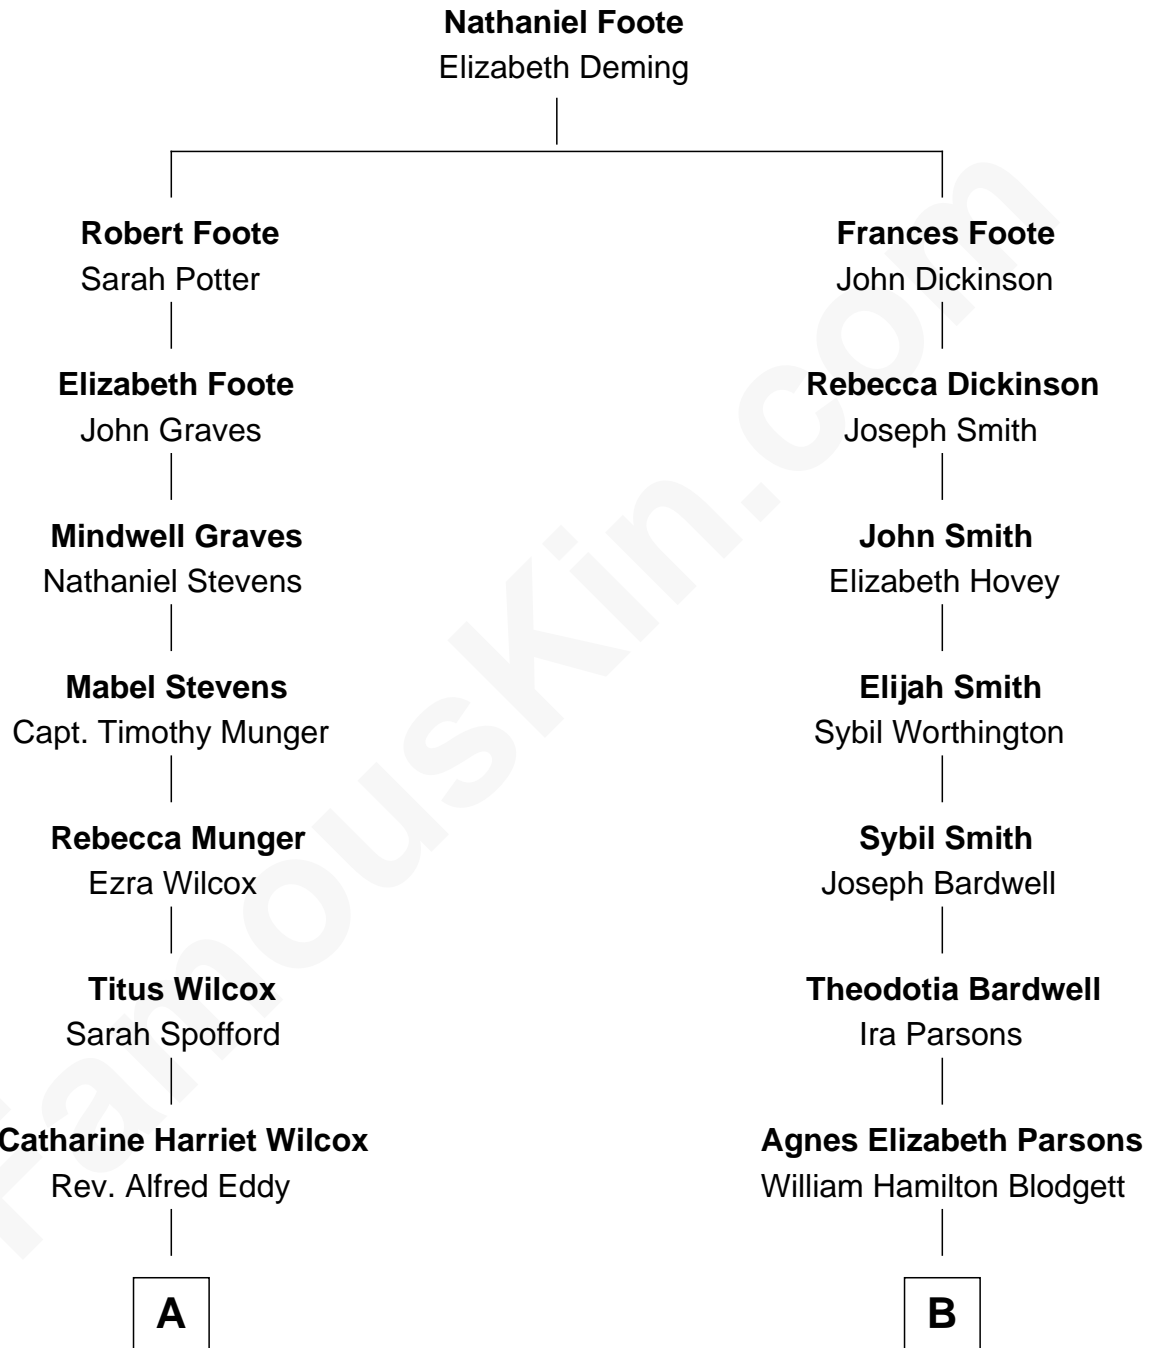 Nathaniel Foote
Elizabeth Deming
Robert Foote
Sarah Potter
Frances Foote
John Dickinson
Elizabeth Foote
John Graves
Rebecca Dickinson
Joseph Smith
Mindwell Graves
Nathaniel Stevens
John Smith
Elizabeth Hovey
Mabel Stevens
Capt. Timothy Munger
Elijah Smith
Sybil Worthington
Rebecca Munger
Ezra Wilcox
Sybil Smith
Joseph Bardwell
Titus Wilcox
Sarah Spofford
Theodotia Bardwell
Ira Parsons
Catharine Harriet Wilcox
Rev. Alfred Eddy
Agnes Elizabeth Parsons
William Hamilton Blodgett
A
B
FamousKin.com